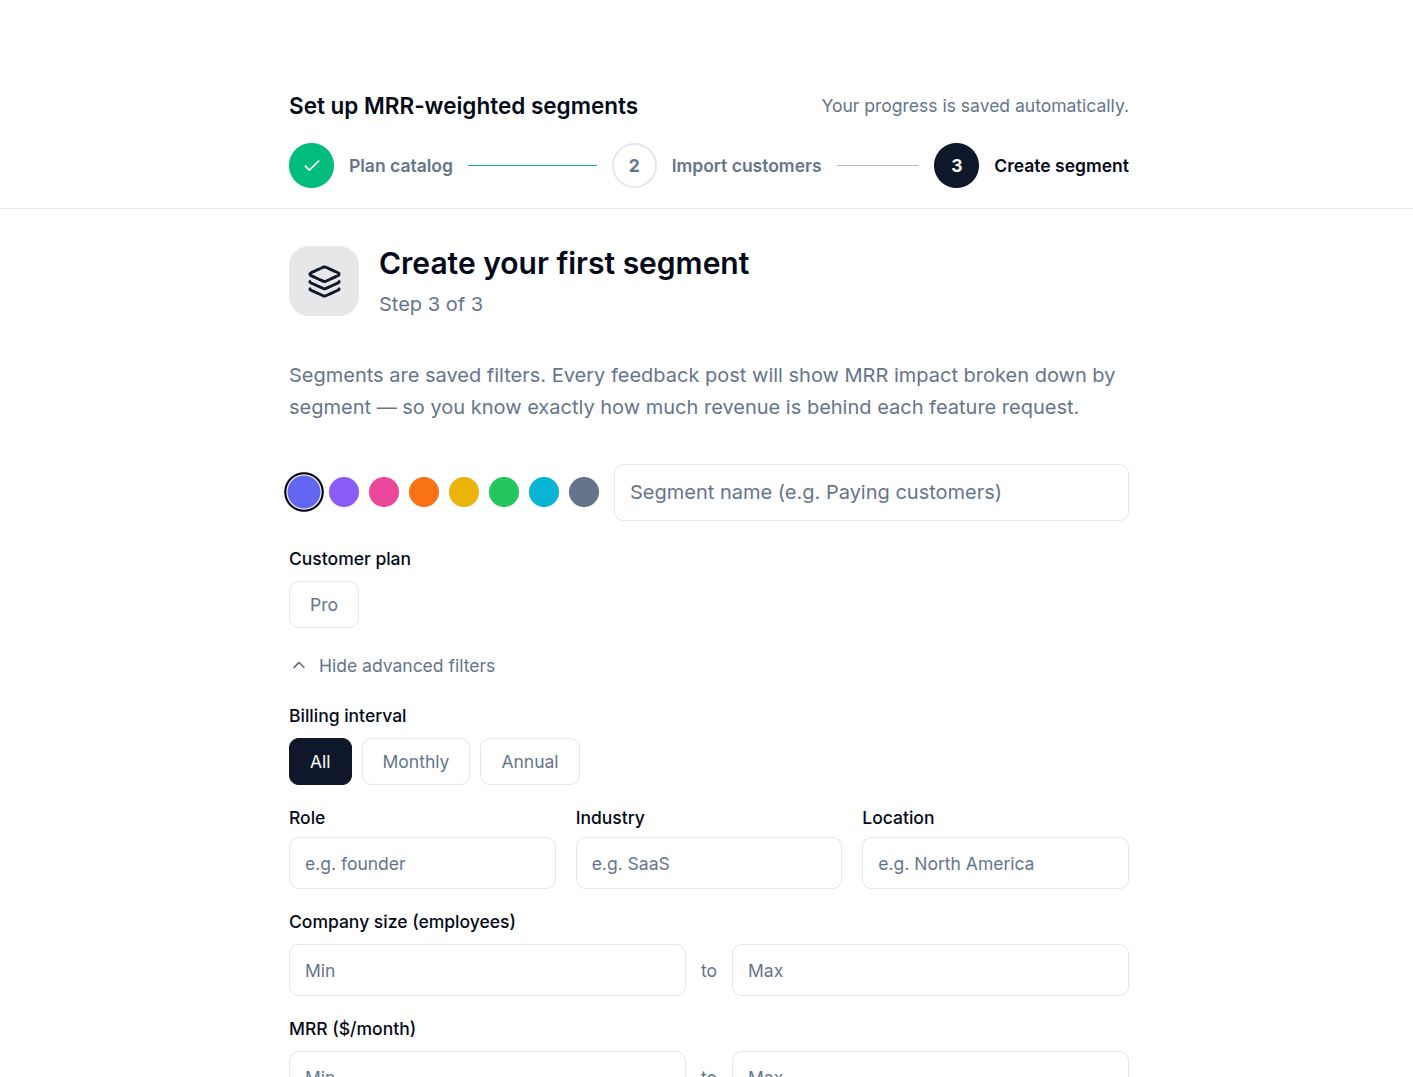 Set up MRR-weighted segments
Your progress is saved automatically.
Plan catalog
2
Import customers
3
Create segment
Create your first segment
Step 3 of 3
Segments are saved filters. Every feedback post will show MRR impact broken down by
segment — so you know exactly how much revenue is behind each feature request.
Segment name (e.g. Paying customers)
Customer plan
Pro
Hide advanced filters
Billing interval
All
Monthly
Annual
Role
Industry
Location
e.g. founder
e.g. SaaS
e.g. North America
Company size (employees)
Min
to
Max
MRR ($/month)
Min
to
Max